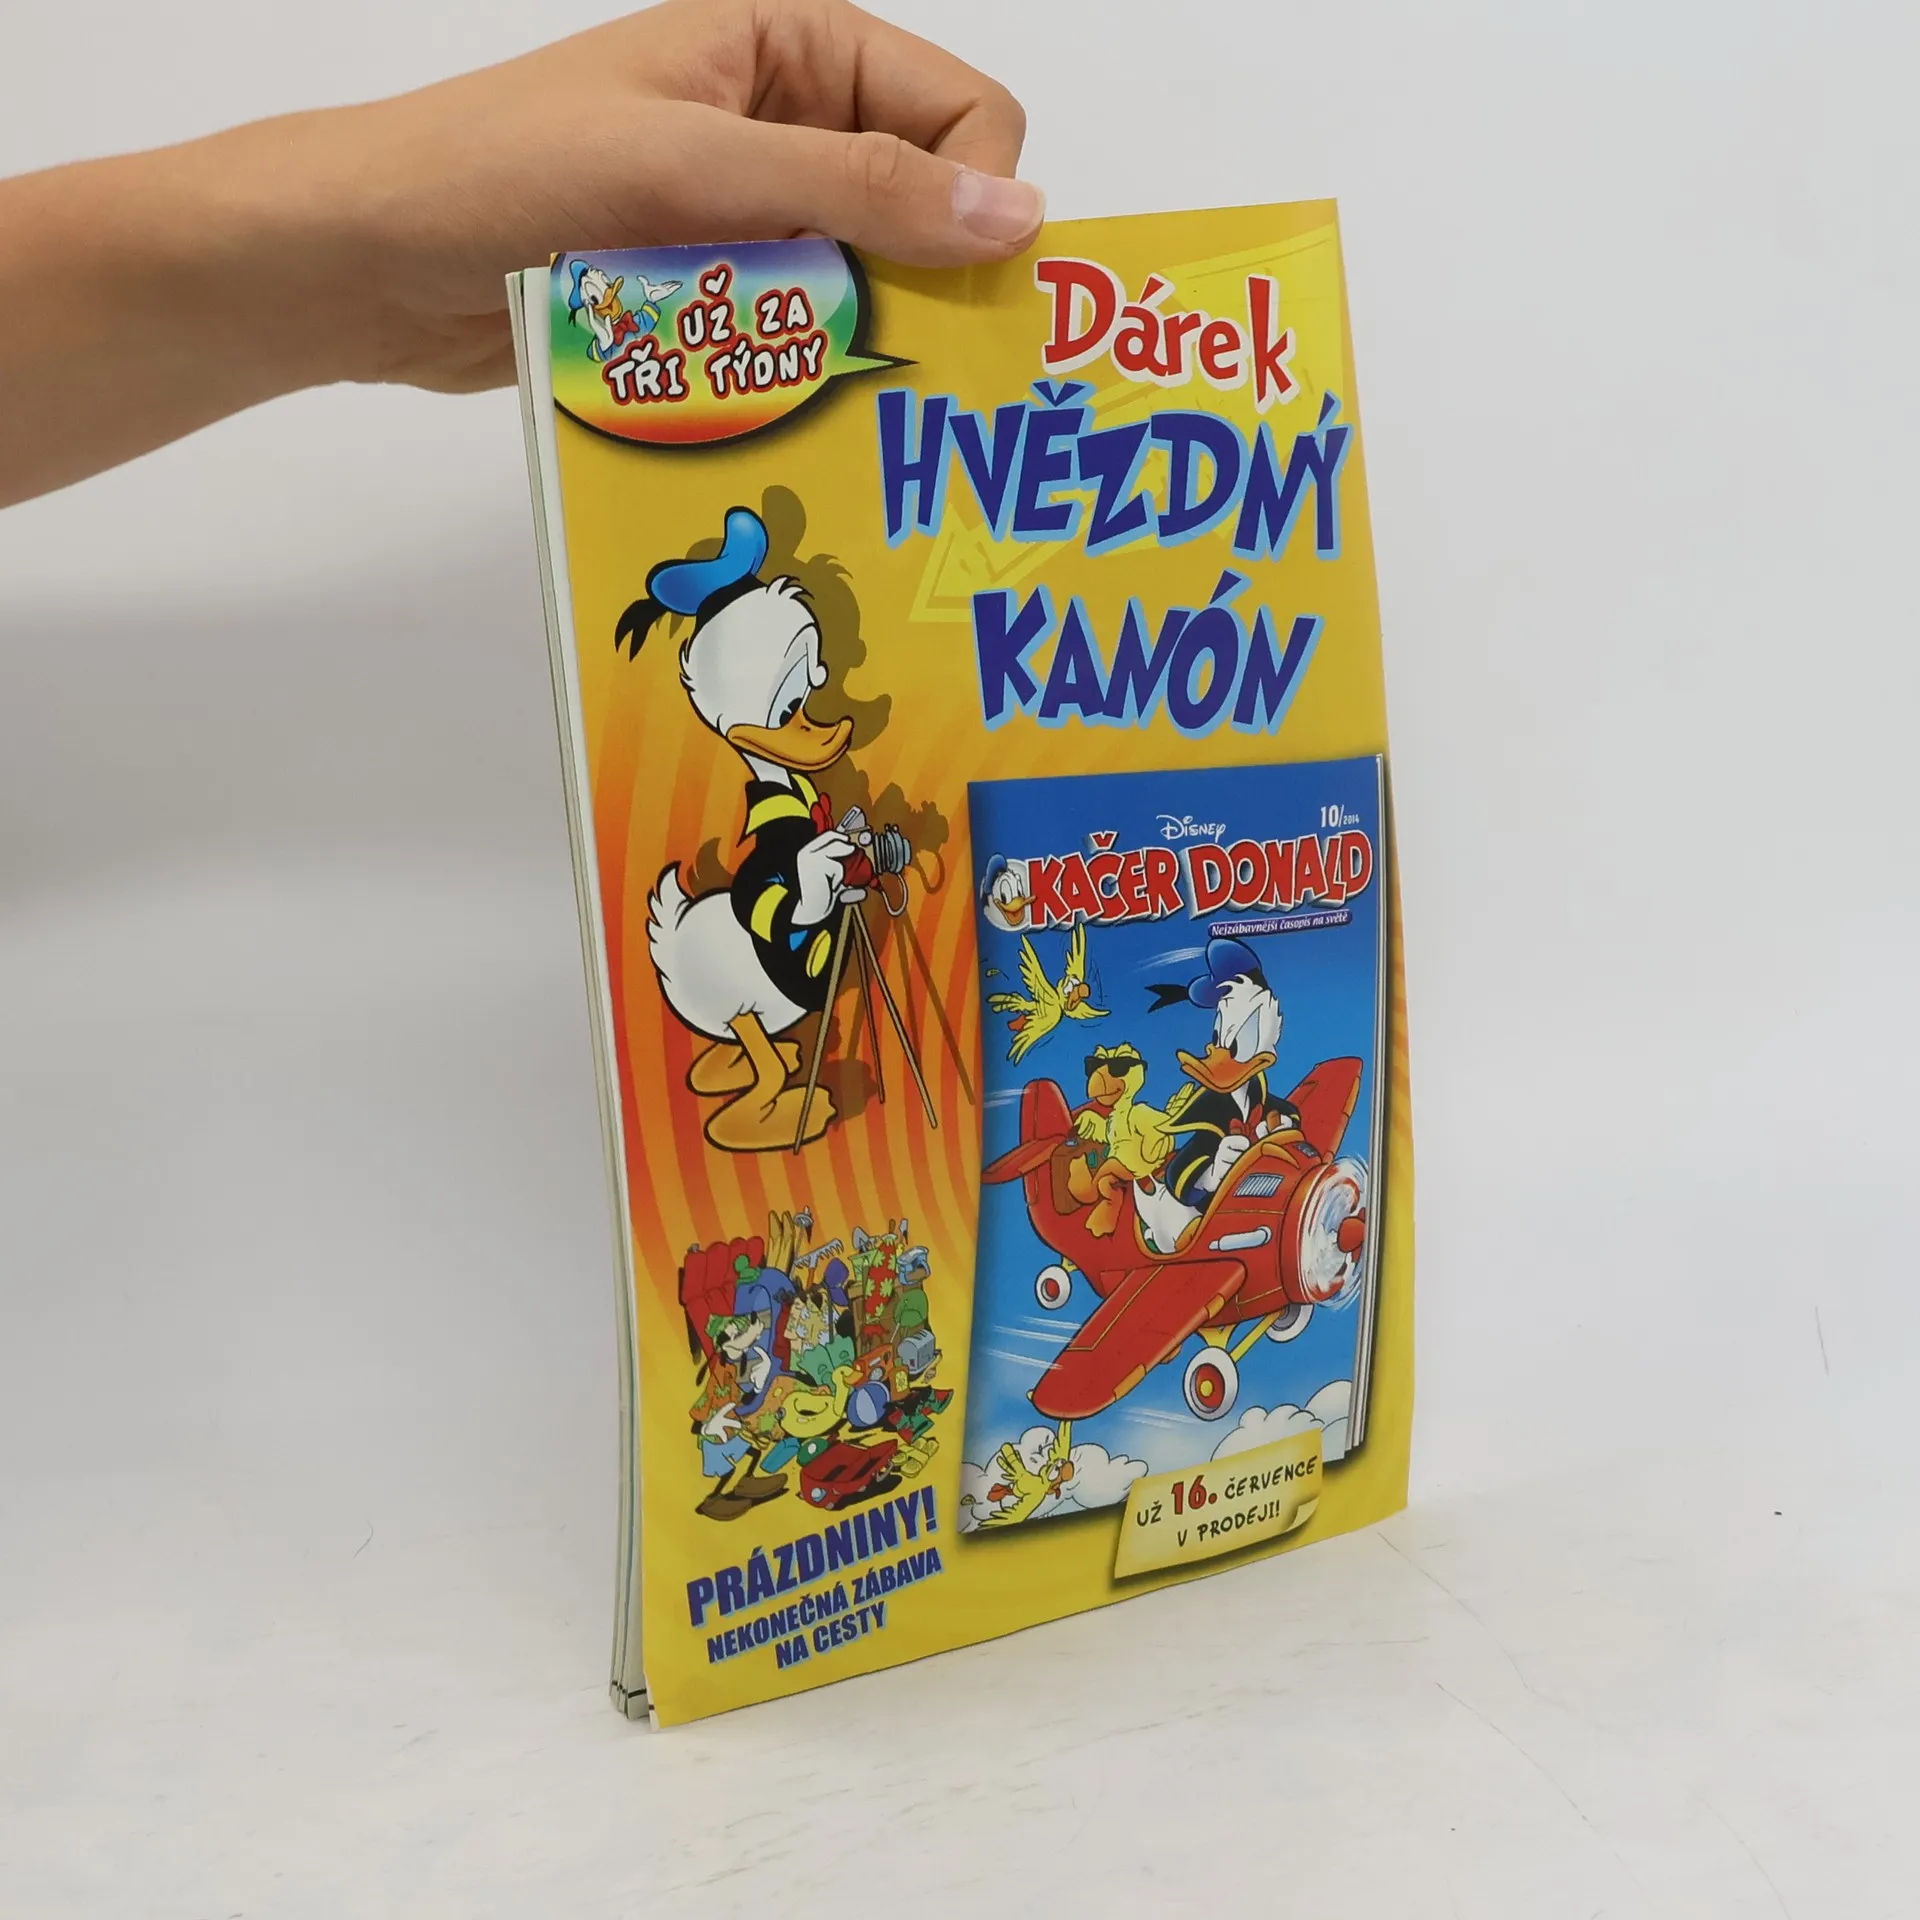 UŽ ZA
TŘI TÝDNY
Dárek
HVĚZDNÝ
KANÓN
Disney
10/2014
KAČER DONALD
Nejzábavnější časopis na světě
UŽ 16. ČERVENCE
V PRODEJI!
PRÁZDNINY!
NEKONEČNÁ ZÁBAVA
NA CESTY